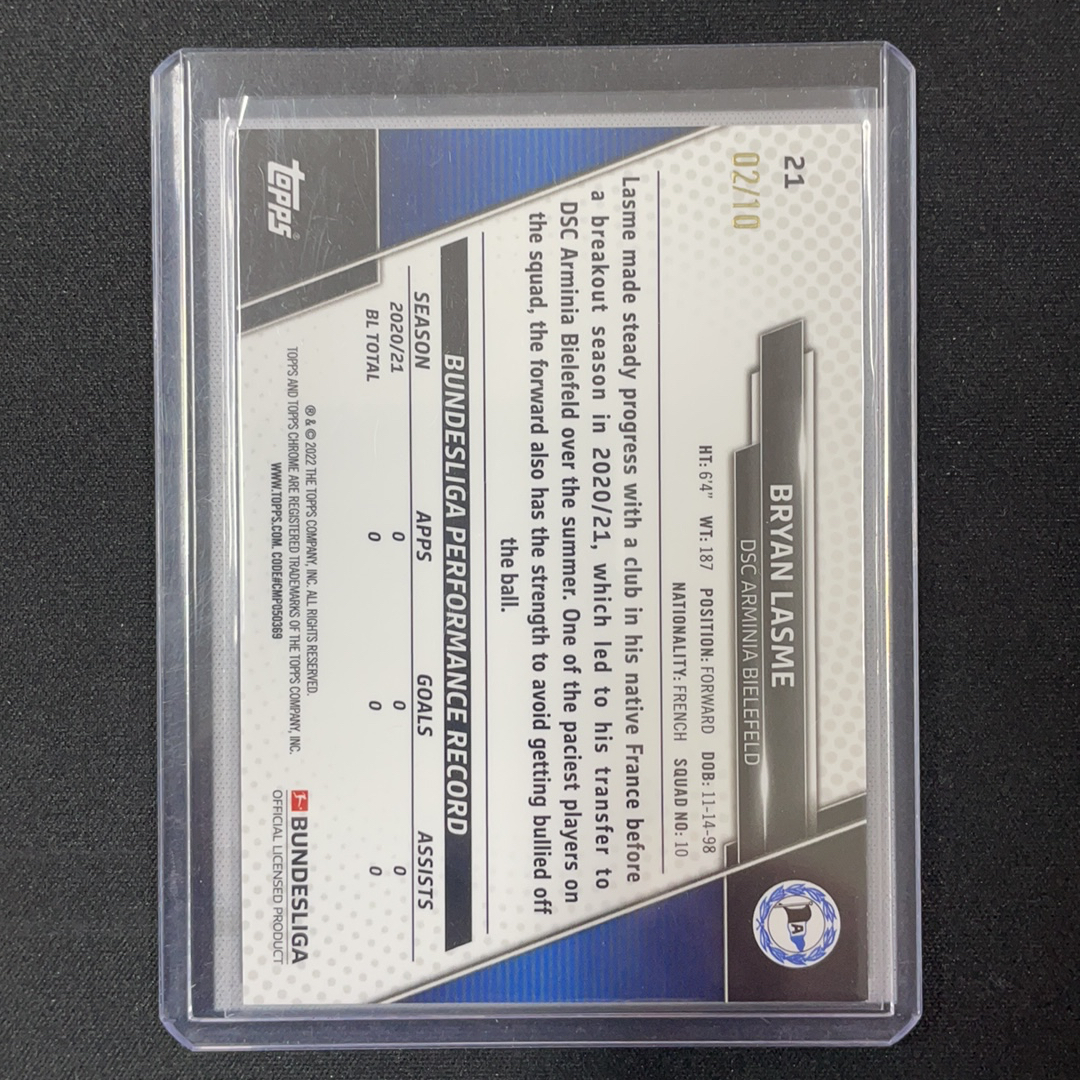 21
02/10
BRYAN LASME
DSC ARMINIA BIELEFELD
HT: 6'4" WT: 187 POSITION: FORWARD DOB: 11-14-98
NATIONALITY: FRENCH SQUAD NO: 10
A
Lasme made steady progress with a club in his native France before
a breakout season in 2020/21, which led to his transfer to
DSC Arminia Bielefeld over the summer. One of the paciest players on
the squad, the forward also has the strength to avoid getting bullied off
the ball.
BUNDESLIGA PERFORMANCE RECORD
SEASON APPS GOALS ASSISTS
2020/21 0 0 0
BL TOTAL 0 0 0
® & © 2022 THE TOPPS COMPANY, INC. ALL RIGHTS RESERVED.
TOPPS AND TOPPS CHROME ARE REGISTERED TRADEMARKS OF THE TOPPS COMPANY, INC.
WWW.TOPPS.COM. CODE#CMP050369
topps®
BUNDESLIGA
OFFICIAL LICENSED PRODUCT